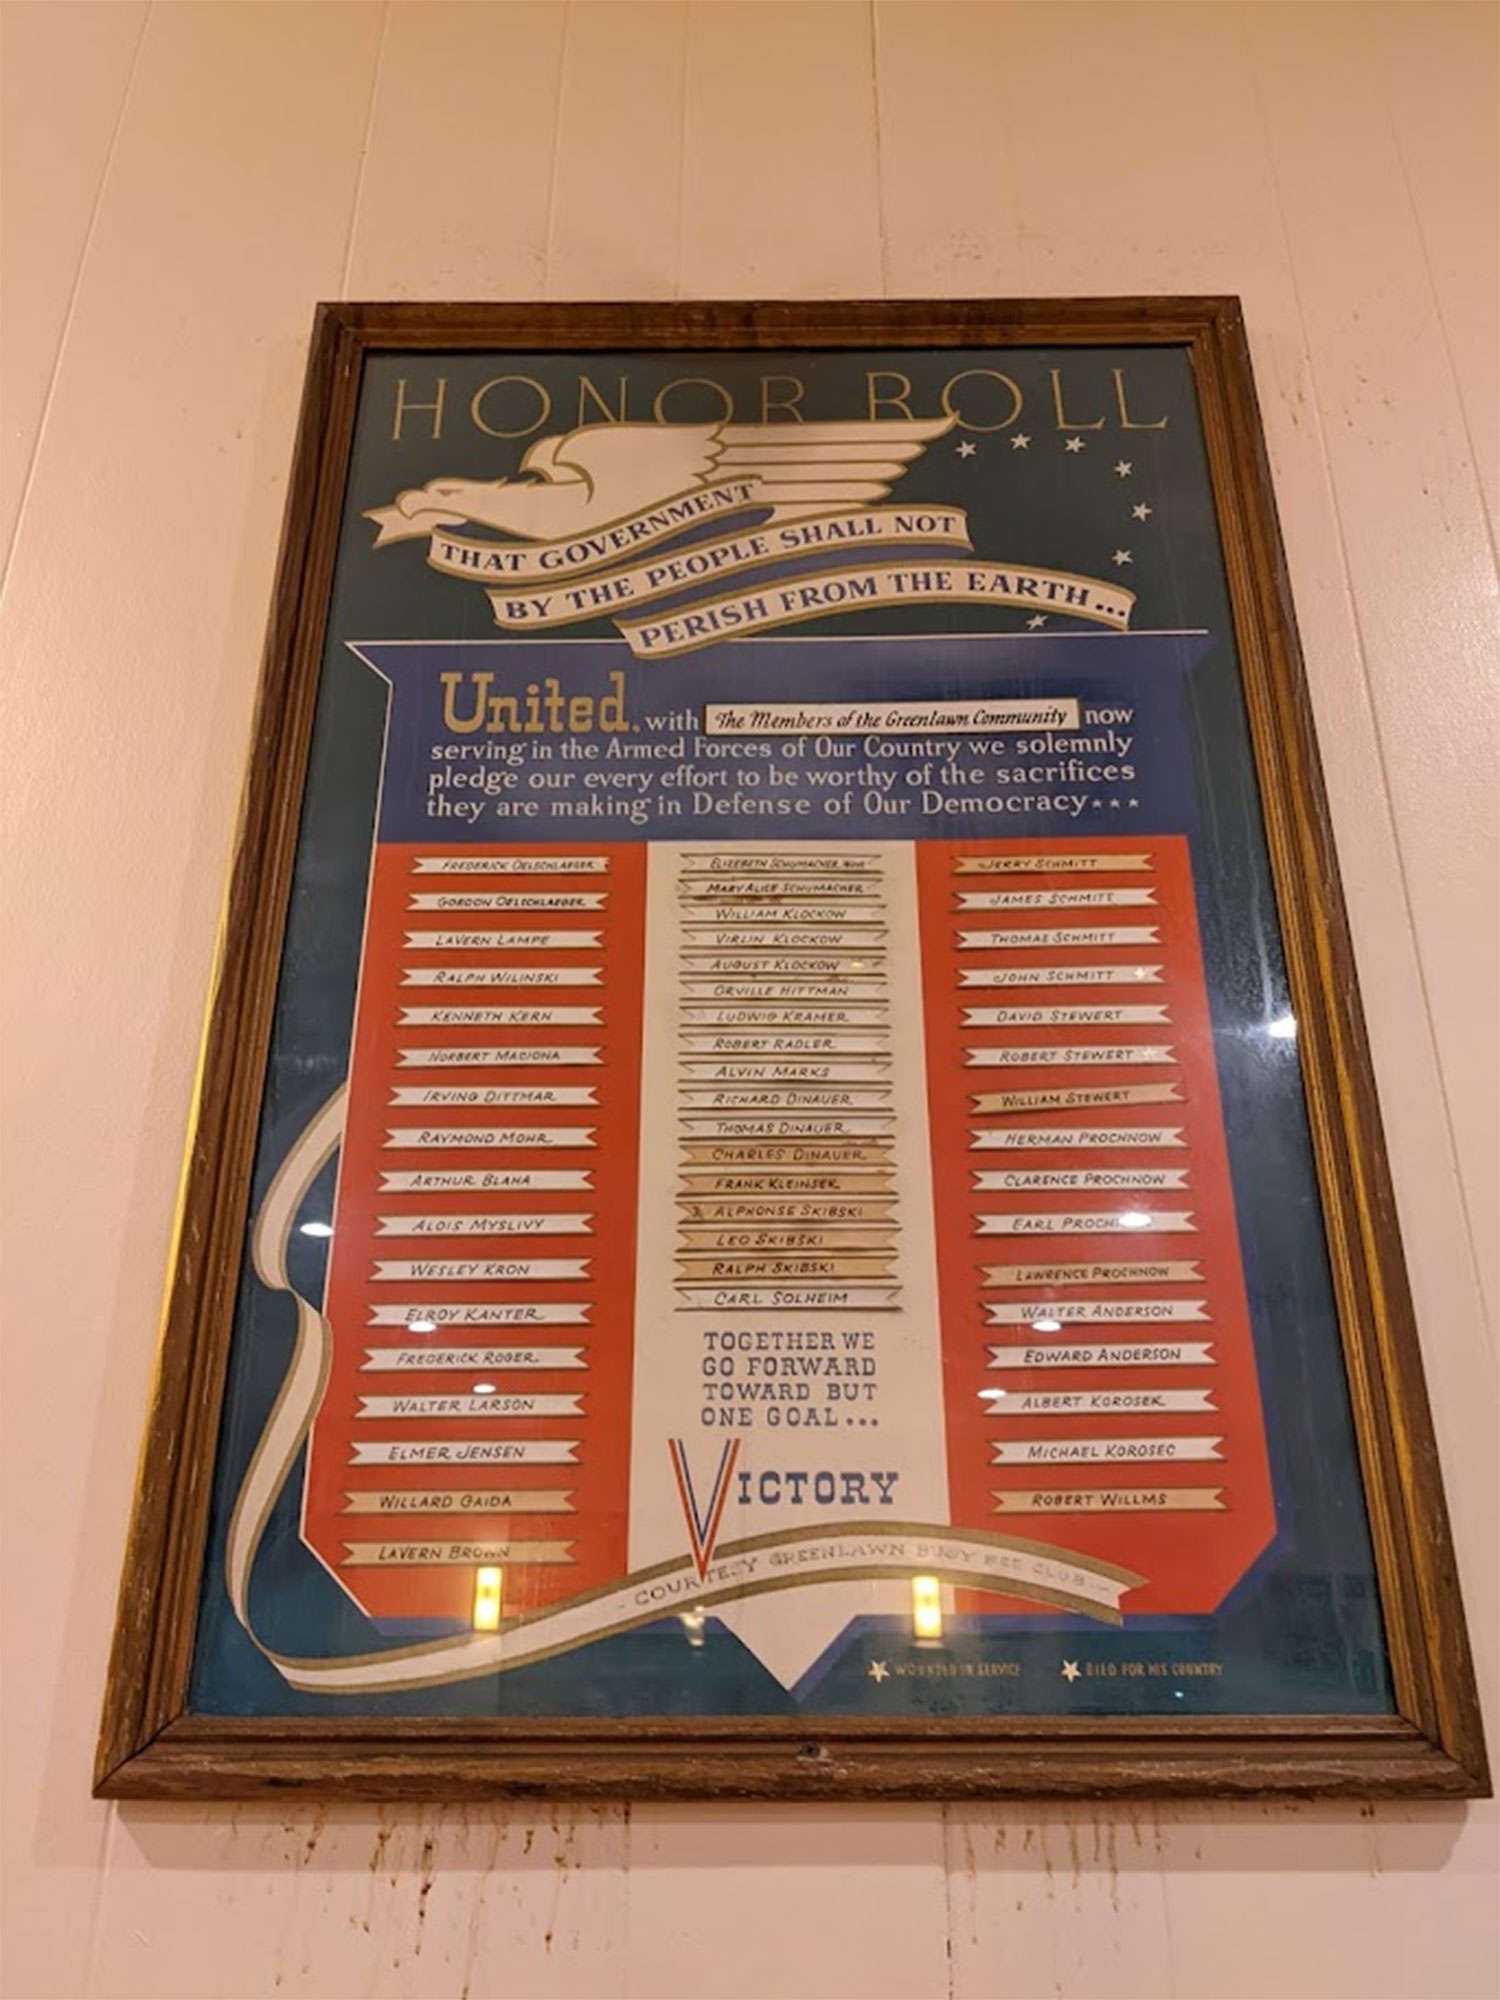 HONOR ROLL
THAT GOVERNMENT
BY THE PEOPLE SHALL NOT
PERISH FROM THE EARTH...
United, with The Members of the Greenlawn Community now
serving in the Armed Forces of Our Country we solemnly
pledge our every effort to be worthy of the sacrifices
they are making in Defense of Our Democracy***
FREDERICK OELSCHLAEGER
GORDON OELSCHLAEGER
LAVERN LAMPE
RALPH WILINSKI
KENNETH KERN
NORBERT MACIONA
IRVING DITTMAR
RAYMOND MOHR
ARTHUR BLAHA
ALOIS MYSLIVY
WESLEY KRON
ELROY KANTER
FREDERICK ROGER
WALTER LARSON
ELMER JENSEN
WILLARD GAIDA
LAVERN BROWN
ELIZEBETH SCHUMACHER
MARY ALICE SCHUMACHER
WILLIAM KLOCKOW
VIRLIN KLOCKOW
AUGUST KLOCKOW
ORVILLE HITTMAN
LUDWIG KRAMER
ROBERT RADLER
ALVIN MARKS
RICHARD DINAUER
THOMAS DINAUER
CHARLES DINAUER
FRANK KLEINSEK
ALPHONSE SKIBSKI
LEO SKIBSKI
RALPH SKIBSKI
CARL SOLHEIM
TOGETHER WE
GO FORWARD
TOWARD BUT
ONE GOAL...
VICTORY
JERRY SCHMITT
JAMES SCHMITT
THOMAS SCHMITT
JOHN SCHMITT
DAVID STEWERT
ROBERT STEWERT
WILLIAM STEWERT
HERMAN PROCHNOW
CLARENCE PROCHNOW
EARL
LAWRENCE PROCHNOW
WALTER ANDERSON
EDWARD ANDERSON
ALBERT KOROSEK
MICHAEL KOROSEC
ROBERT WILLMS
- COURTESY GREENLAWN BUSY BEE CLUB -
WOUNDED IN SERVICE
DIED FOR HIS COUNTRY